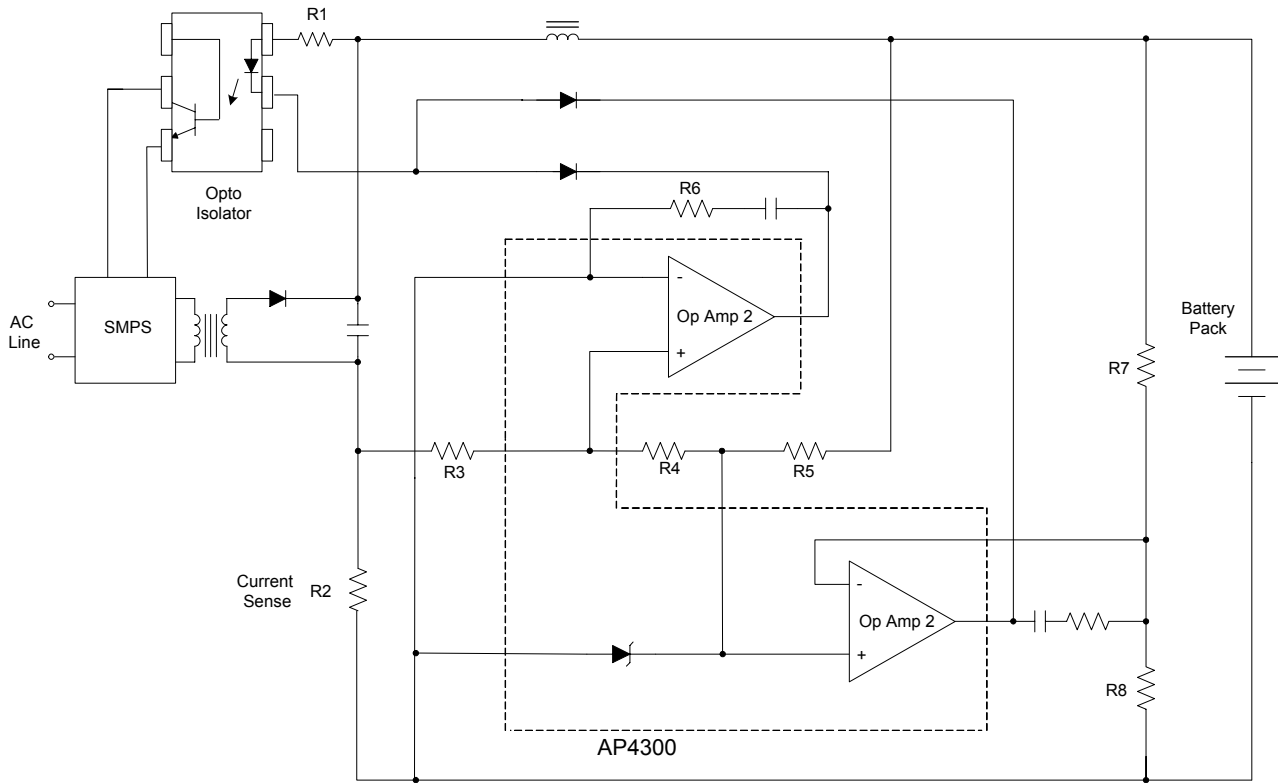 R1
Opto
Isolator
R6
-
Op Amp 2
+
AC
Line
SMPS
Battery
Pack
R7
R3
R4
R5
Current
Sense
R2
-
Op Amp 2
+
R8
AP4300